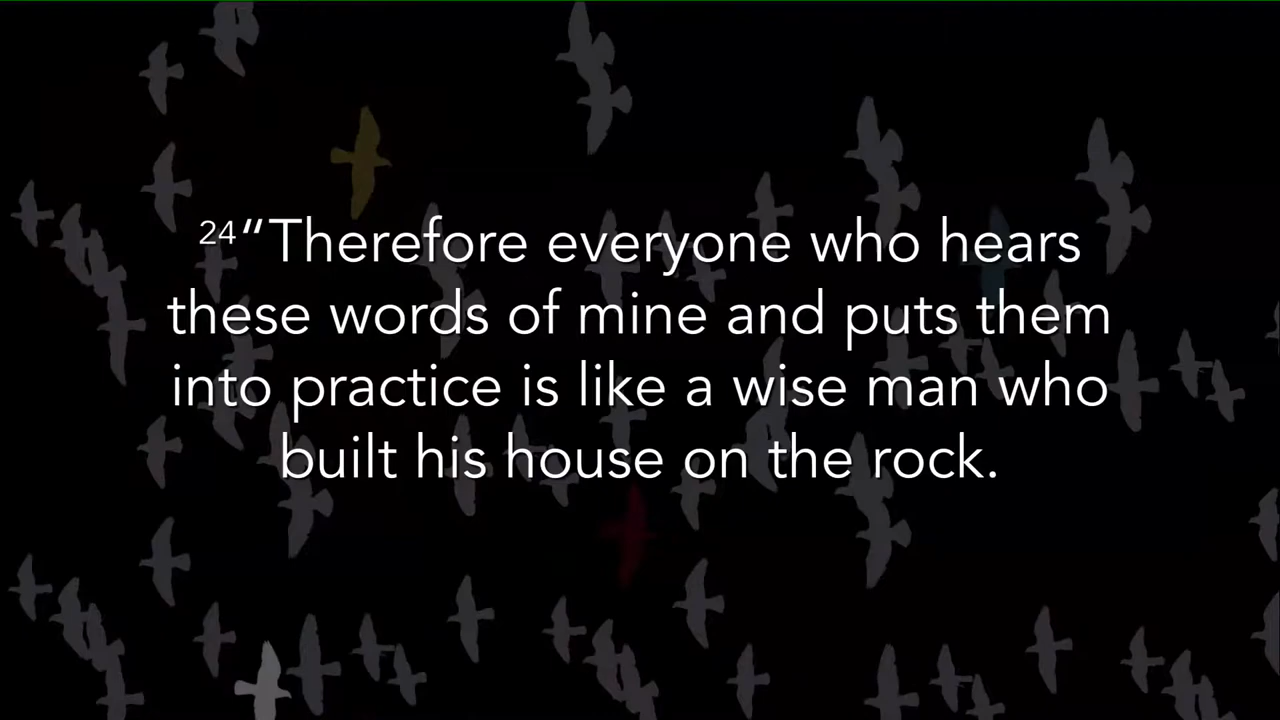 24“Therefore everyone who hears
these words of mine and puts them
into practice is like a wise man who
built his house on the rock.